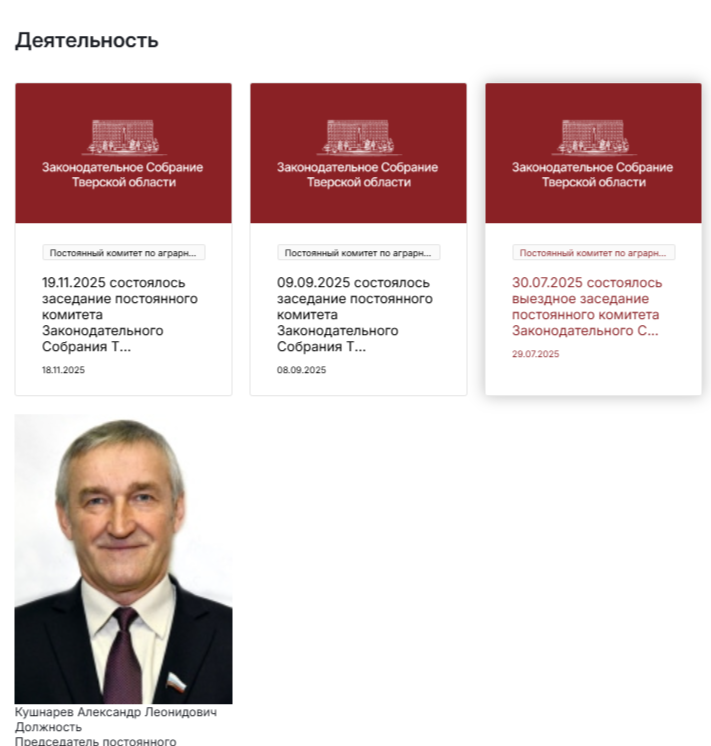 Деятельность
Законодательное Собрание
Тверской области
Постоянный комитет по аграрн...
19.11.2025 состоялось
заседание постоянного
комитета
Законодательного
Собрания Т...
18.11.2025
Законодательное Собрание
Тверской области
Постоянный комитет по аграрн...
09.09.2025 состоялось
заседание постоянного
комитета
Законодательного
Собрания Т...
08.09.2025
Законодательное Собрание
Тверской области
Постоянный комитет по аграрн...
30.07.2025 состоялось
выездное заседание
постоянного комитета
Законодательного С...
29.07.2025
Кушнарев Александр Леонидович
Должность
Председатель постоянного